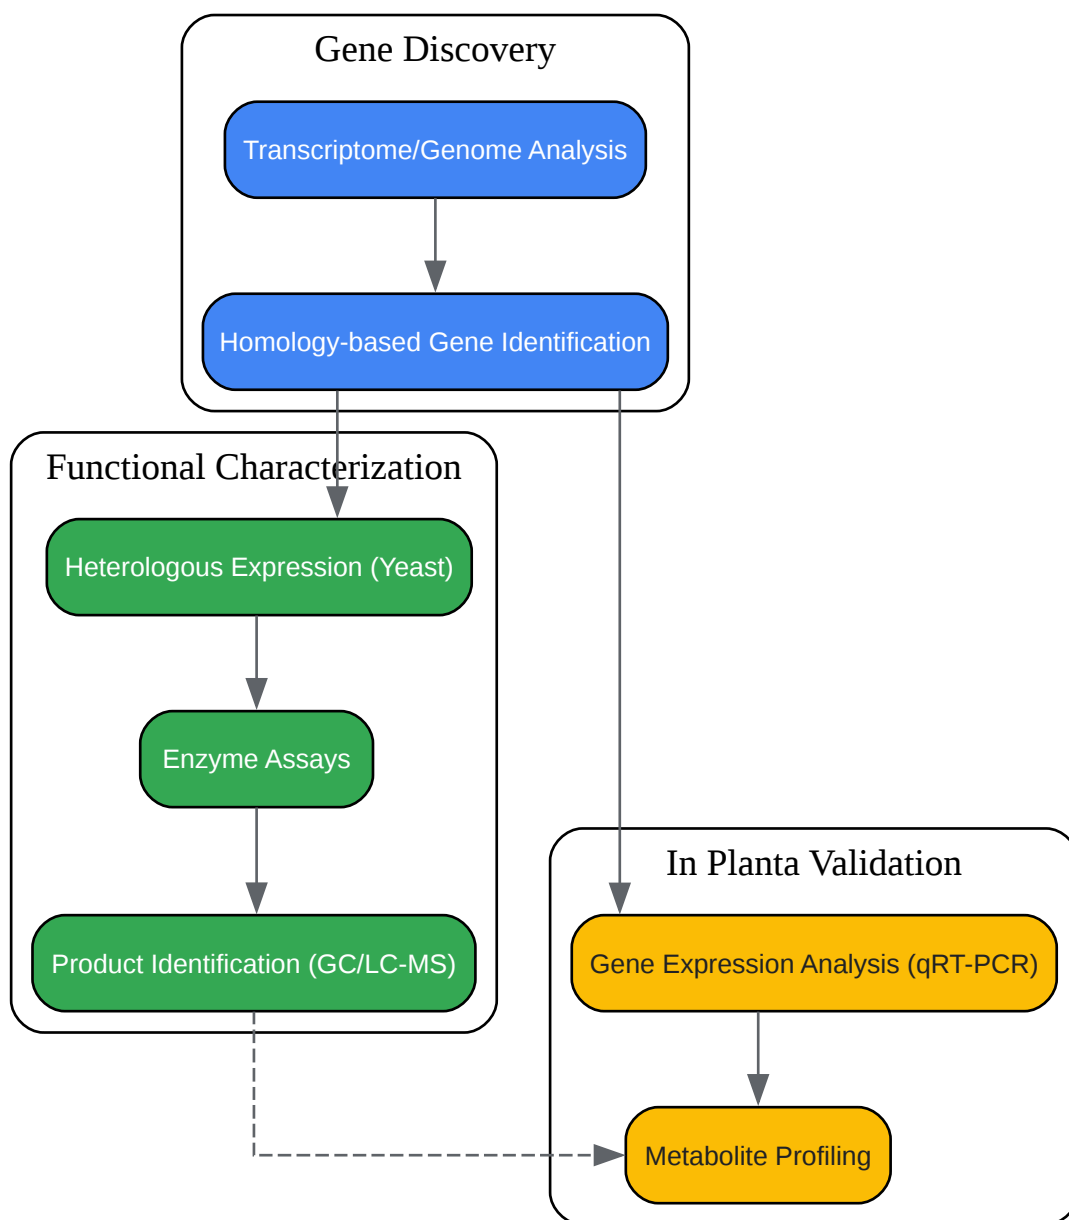 Gene Discovery
Transcriptome/Genome Analysis
Homology-based Gene Identification
Functional Characterization
Heterologous Expression (Yeast)
Enzyme Assays
Product Identification (GC/LC-MS)
In Planta Validation
Gene Expression Analysis (qRT-PCR)
Metabolite Profiling